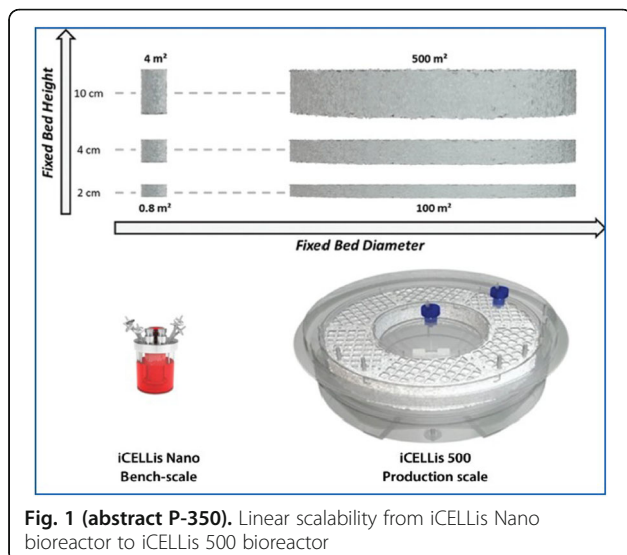 4 m²
500 m²
Fixed Bed Height
10 cm
4 cm
2 cm
0.8 m²
100 m²
Fixed Bed Diameter
iCELLis Nano
Bench-scale
iCELLis 500
Production scale
Fig. 1 (abstract P-350). Linear scalability from iCELLis Nano
bioreactor to iCELLis 500 bioreactor